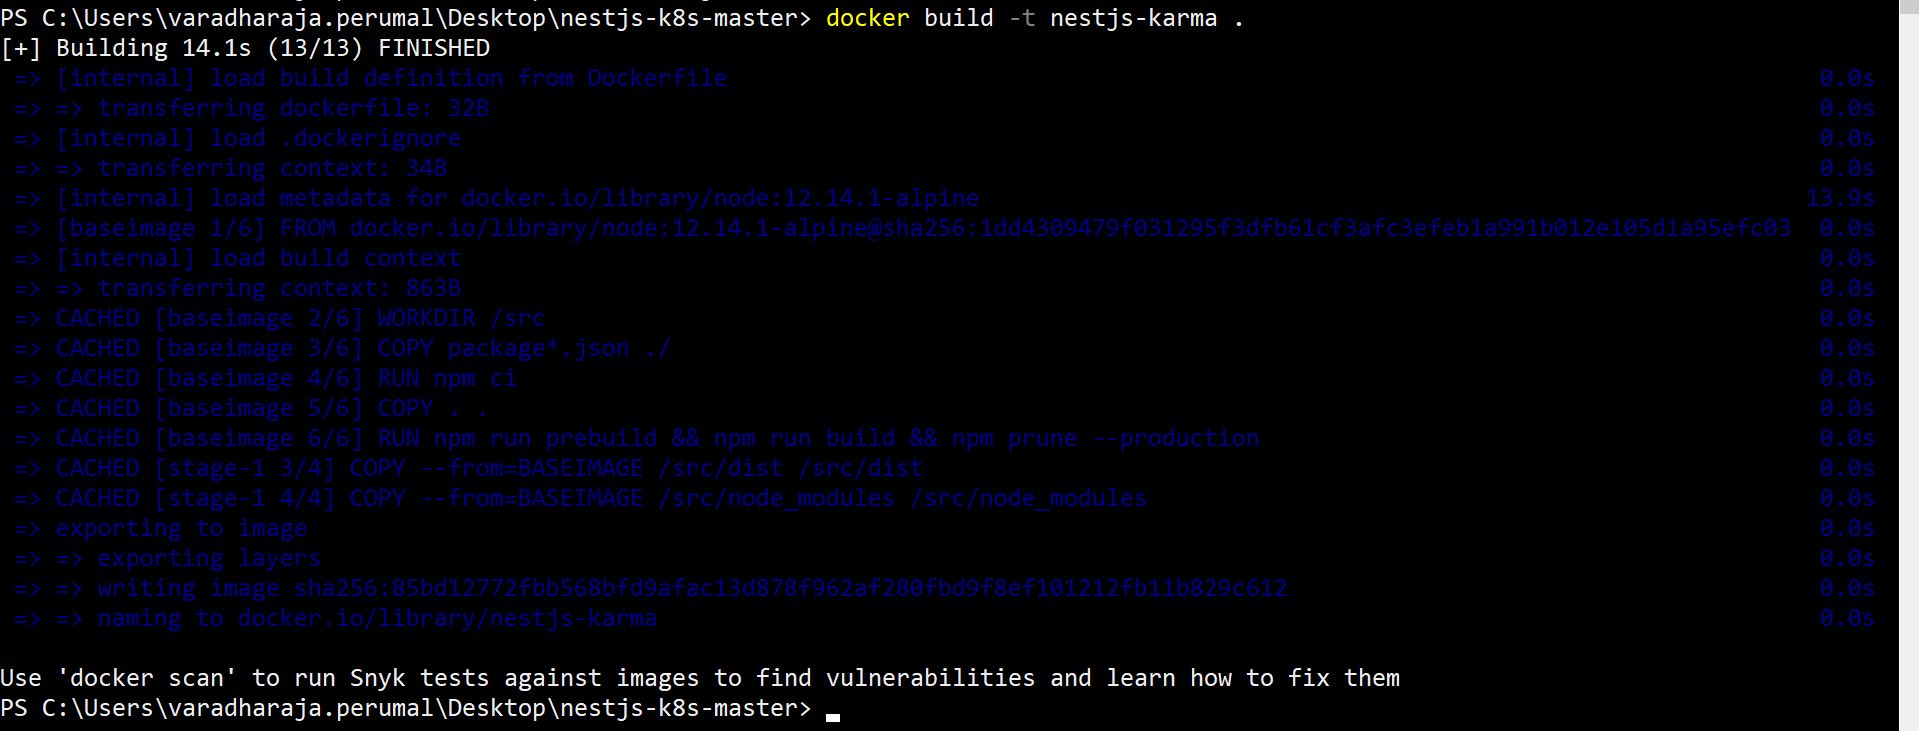 PS C:\Users\varadharaja.perumal\Desktop\nestjs-k8s-master> docker build -t nestjs-karma .
[+] Building 14.1s (13/13) FINISHED
=> [internal] load build definition from Dockerfile 0.0s
=> => transferring dockerfile: 32B 0.0s
=> [internal] load .dockerignore 0.0s
=> => transferring context: 34B 0.0s
=> [internal] load metadata for docker.io/library/node:12.14.1-alpine 13.9s
=> [baseimage 1/6] FROM docker.io/library/node:12.14.1-alpine@sha256:1dd4309479f031295f3dfb61cf3afc3efeb1a991b012e105d1a95efc03 0.0s
=> [internal] load build context 0.0s
=> => transferring context: 863B 0.0s
=> CACHED [baseimage 2/6] WORKDIR /src 0.0s
=> CACHED [baseimage 3/6] COPY package*.json ./ 0.0s
=> CACHED [baseimage 4/6] RUN npm ci 0.0s
=> CACHED [baseimage 5/6] COPY . . 0.0s
=> CACHED [baseimage 6/6] RUN npm run prebuild && npm run build && npm prune --production 0.0s
=> CACHED [stage-1 3/4] COPY --from=BASEIMAGE /src/dist /src/dist 0.0s
=> CACHED [stage-1 4/4] COPY --from=BASEIMAGE /src/node_modules /src/node_modules 0.0s
=> exporting to image 0.0s
=> => exporting layers 0.0s
=> => writing image sha256:85bd12772fbb568bfd9afac13d878f962af280fbd9f8ef101212fb11b829c612 0.0s
=> => naming to docker.io/library/nestjs-karma 0.0s
Use 'docker scan' to run Snyk tests against images to find vulnerabilities and learn how to fix them
PS C:\Users\varadharaja.perumal\Desktop\nestjs-k8s-master>